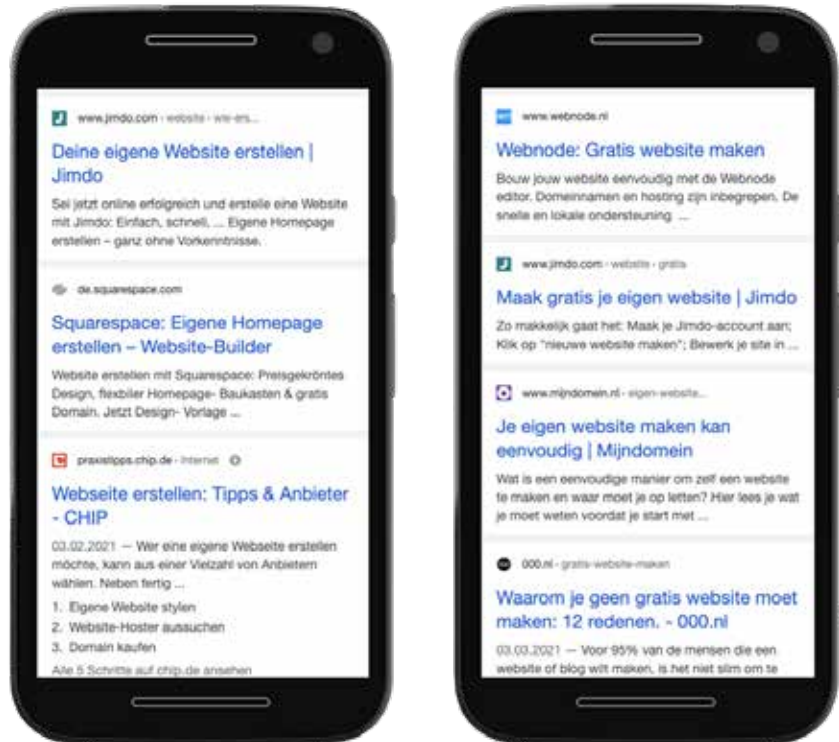 www.jimdo.com › website › wie-ers...
Deine eigene Website erstellen |
Jimdo
Sei jetzt online erfolgreich und erstelle eine Website
mit Jimdo: Einfach, schnell, ... Eigene Homepage
erstellen – ganz ohne Vorkenntnisse.
de.squarespace.com
Squarespace: Eigene Homepage
erstellen – Website-Builder
Website erstellen mit Squarespace: Preisgekröntes
Design, flexbiler Homepage- Baukasten & gratis
Domain. Jetzt Design- Vorlage ...
praxistipps.chip.de › Internet
Webseite erstellen: Tipps & Anbieter
- CHIP
03.02.2021 — Wer eine eigene Webseite erstellen
möchte, kann aus einer Vielzahl von Anbietern
wählen. Neben fertig ...
1. Eigene Website stylen
2. Website-Hoster aussuchen
3. Domain kaufen
Alle 5 Schritte auf chip.de ansehen
www.webnode.nl
Webnode: Gratis website maken
Bouw jouw website eenvoudig met de Webnode
editor. Domeinnamen en hosting zijn inbegrepen. De
snelle en lokale ondersteuning ...
www.jimdo.com › website › gratis
Maak gratis je eigen website | Jimdo
Zo makkelijk gaat het: Maak je Jimdo-account aan;
Klik op "nieuwe website maken"; Bewerk je site in ...
www.mijndomein.nl › eigen-website...
Je eigen website maken kan
eenvoudig | Mijndomein
Wat is een eenvoudige manier om zelf een website
te maken en waar moet je op letten? Hier lees je wat
je moet weten voordat je start met ...
000.nl › gratis-website-maken
Waarom je geen gratis website moet
maken: 12 redenen. - 000.nl
03.03.2021 — Voor 95% van de mensen die een
website of blog wilt maken, is het niet slim om te